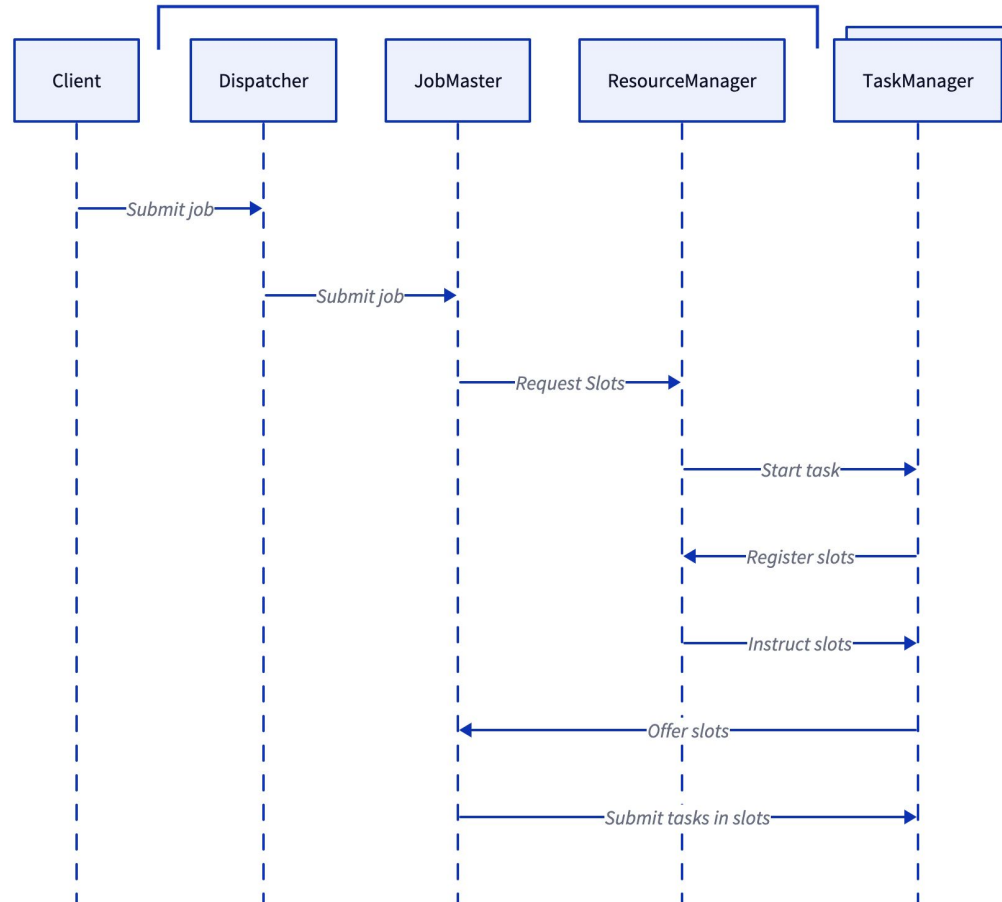 Client
Dispatcher
JobMaster
ResourceManager
TaskManager
Submit job
Submit job
Request Slots
Start task
Register slots
Instruct slots
Offer slots
Submit tasks in slots